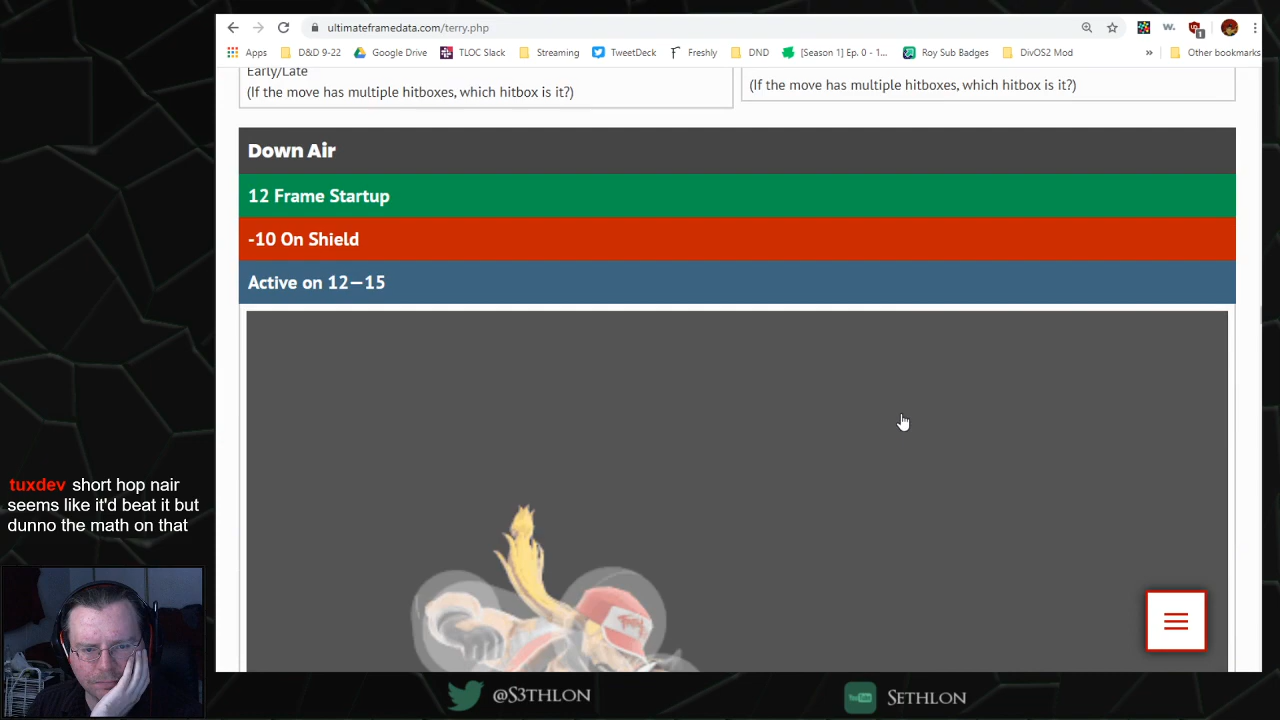 ultimateframedata.com/terry.php
Apps D&D 9-22 Google Drive TLOC Slack Streaming TweetDeck Freshly DND [Season 1] Ep. 0 - 1... Roy Sub Badges DivOS2 Mod » Other bookmarks
Early/Late
(If the move has multiple hitboxes, which hitbox is it?)
(If the move has multiple hitboxes, which hitbox is it?)
Down Air
12 Frame Startup
-10 On Shield
Active on 12—15
tuxdev short hop nair
seems like it'd beat it but
dunno the math on that
@S3THLON
SETHLON